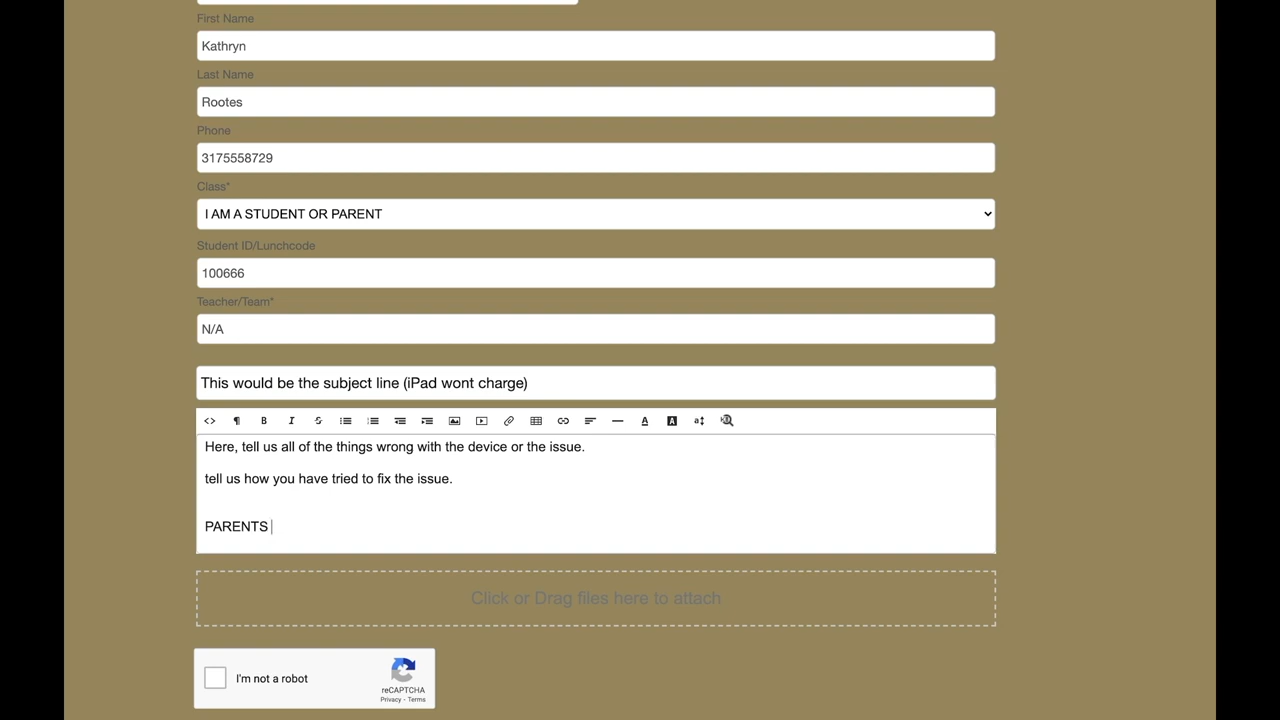 First Name
Kathryn
Last Name
Rootes
Phone
3175558729
Class*
I AM A STUDENT OR PARENT
Student ID/Lunchcode
100666
Teacher/Team*
N/A
This would be the subject line (iPad wont charge)
Here, tell us all of the things wrong with the device or the issue.
tell us how you have tried to fix the issue.
PARENTS
Click or Drag files here to attach
I'm not a robot
reCAPTCHA
Privacy - Terms